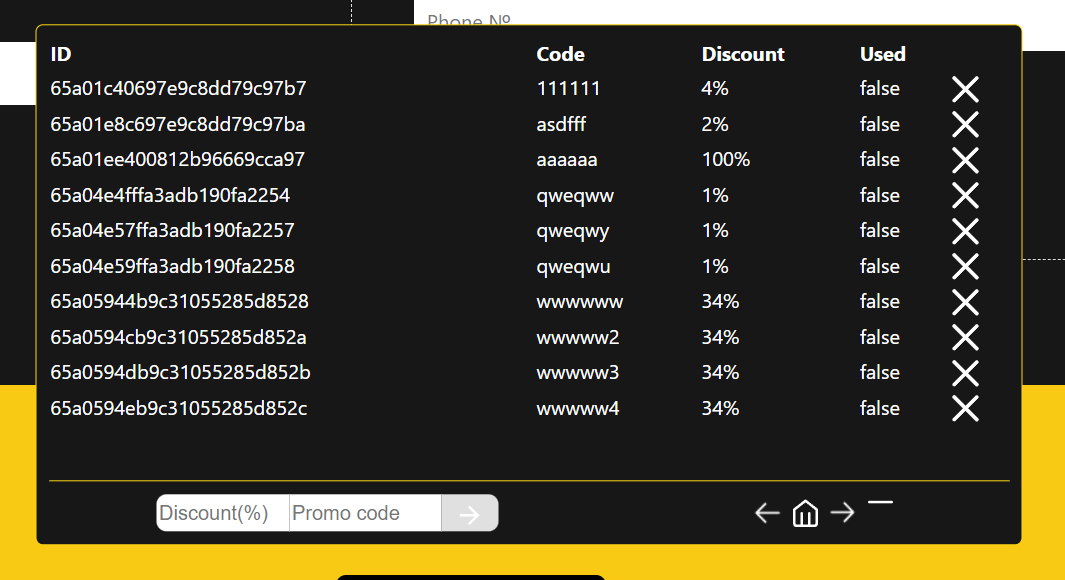 Phone Nº
ID Code Discount Used
65a01c40697e9c8dd79c97b7 111111 4% false
65a01e8c697e9c8dd79c97ba asdfff 2% false
65a01ee400812b96669cca97 aaaaaa 100% false
65a04e4fffa3adb190fa2254 qweqww 1% false
65a04e57ffa3adb190fa2257 qweqwy 1% false
65a04e59ffa3adb190fa2258 qweqwu 1% false
65a05944b9c31055285d8528 wwwwww 34% false
65a0594cb9c31055285d852a wwwww2 34% false
65a0594db9c31055285d852b wwwww3 34% false
65a0594eb9c31055285d852c wwwww4 34% false
Discount(%) Promo code